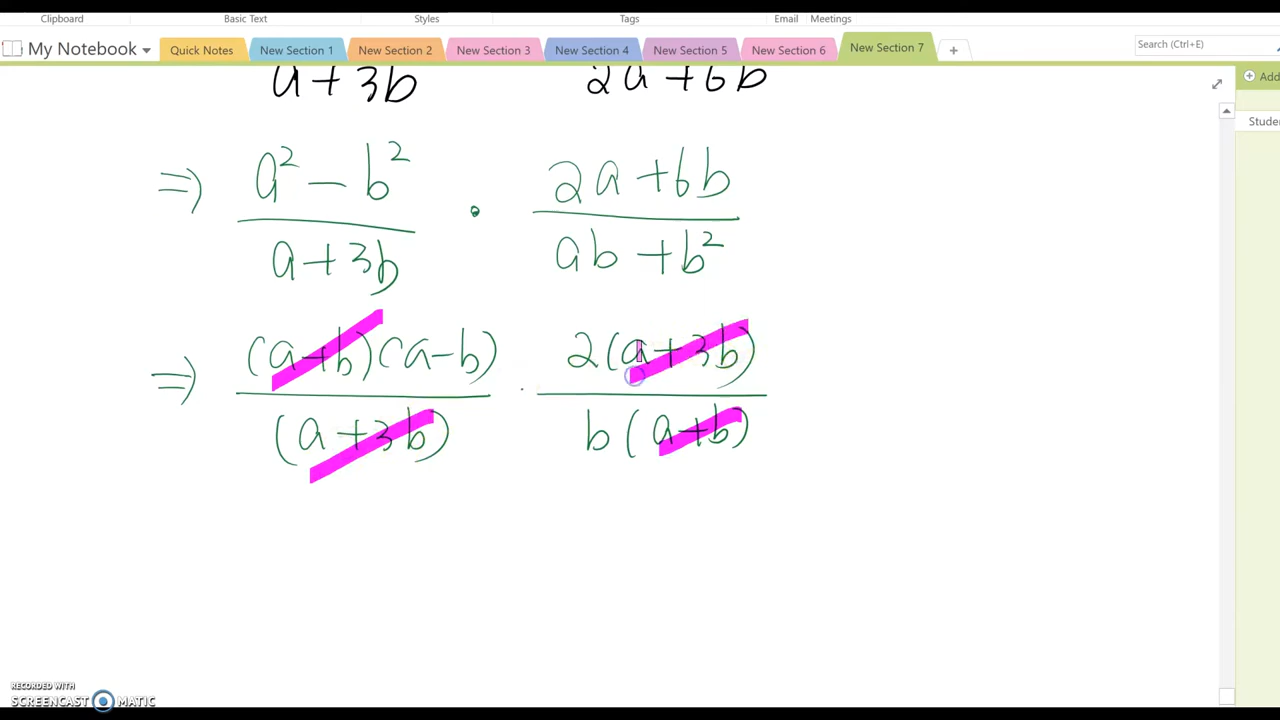 Clipboard Basic Text Styles Tags Email Meetings
My Notebook Quick Notes New Section 1 New Section 2 New Section 3 New Section 4 New Section 5 New Section 6 New Section 7 + Search (Ctrl+E)
Add
Studen
a+3b 2a+6b
⇒ a² − b² · 2a+6b
a+3b ab+b²
⇒ (a+b)(a−b) · 2(a+3b)
(a+3b) b(a+b)
RECORDED WITH
SCREENCAST MATIC